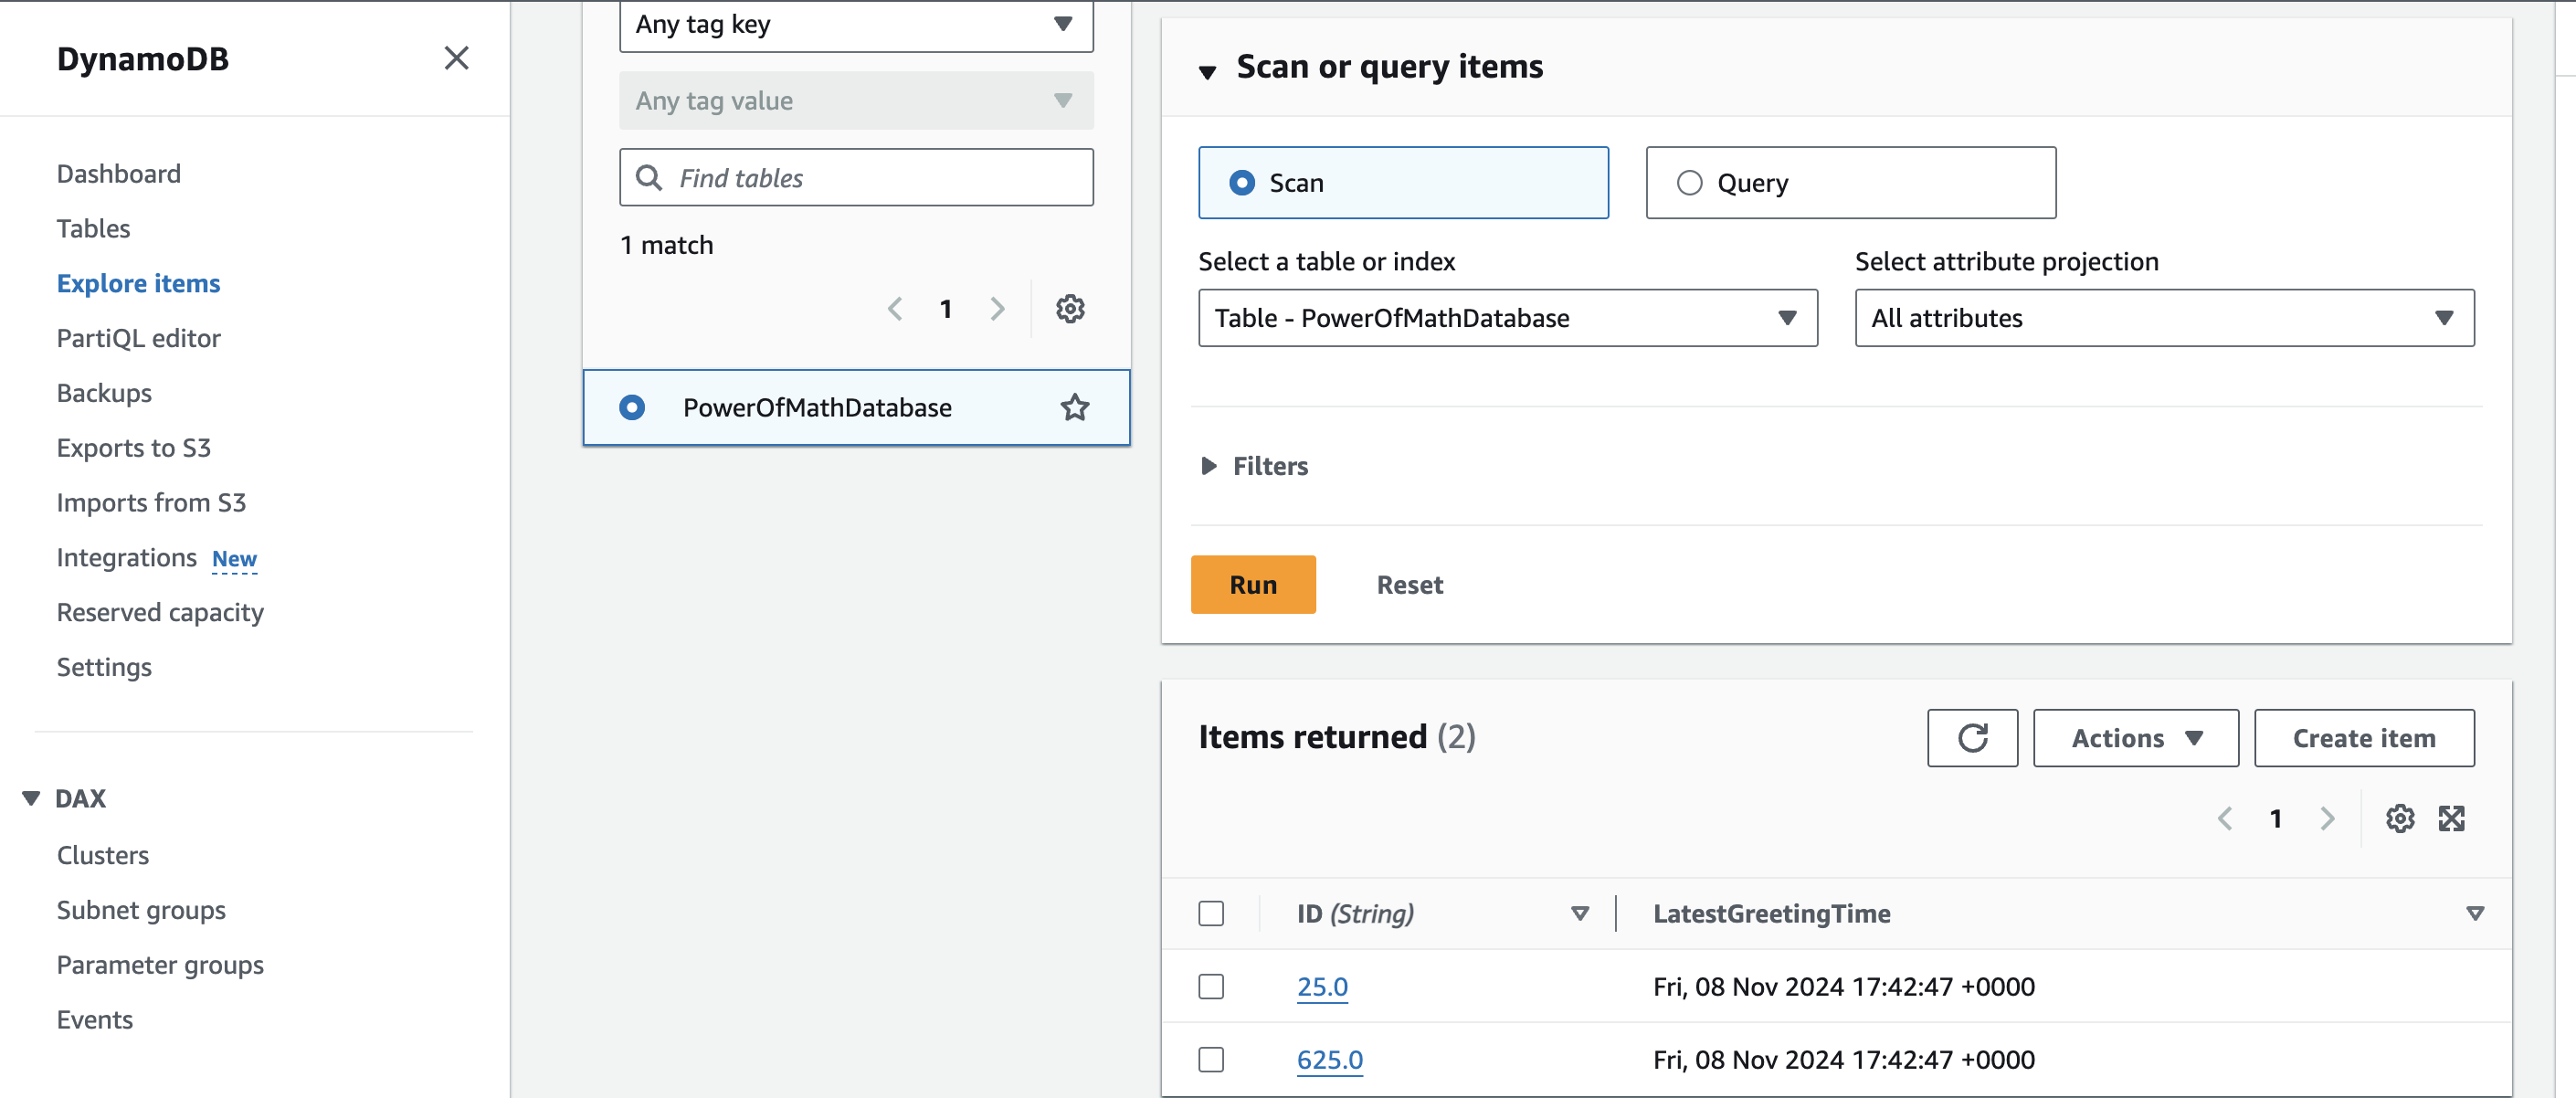 DynamoDB
Dashboard
Tables
Explore items
PartiQL editor
Backups
Exports to S3
Imports from S3
Integrations New
Reserved capacity
Settings
DAX
Clusters
Subnet groups
Parameter groups
Events
Any tag key
Any tag value
Find tables
1 match
1
PowerOfMathDatabase
Scan or query items
Scan
Query
Select a table or index
Select attribute projection
Table - PowerOfMathDatabase
All attributes
Filters
Run
Reset
Items returned (2)
Actions
Create item
1
ID (String)
LatestGreetingTime
25.0
Fri, 08 Nov 2024 17:42:47 +0000
625.0
Fri, 08 Nov 2024 17:42:47 +0000